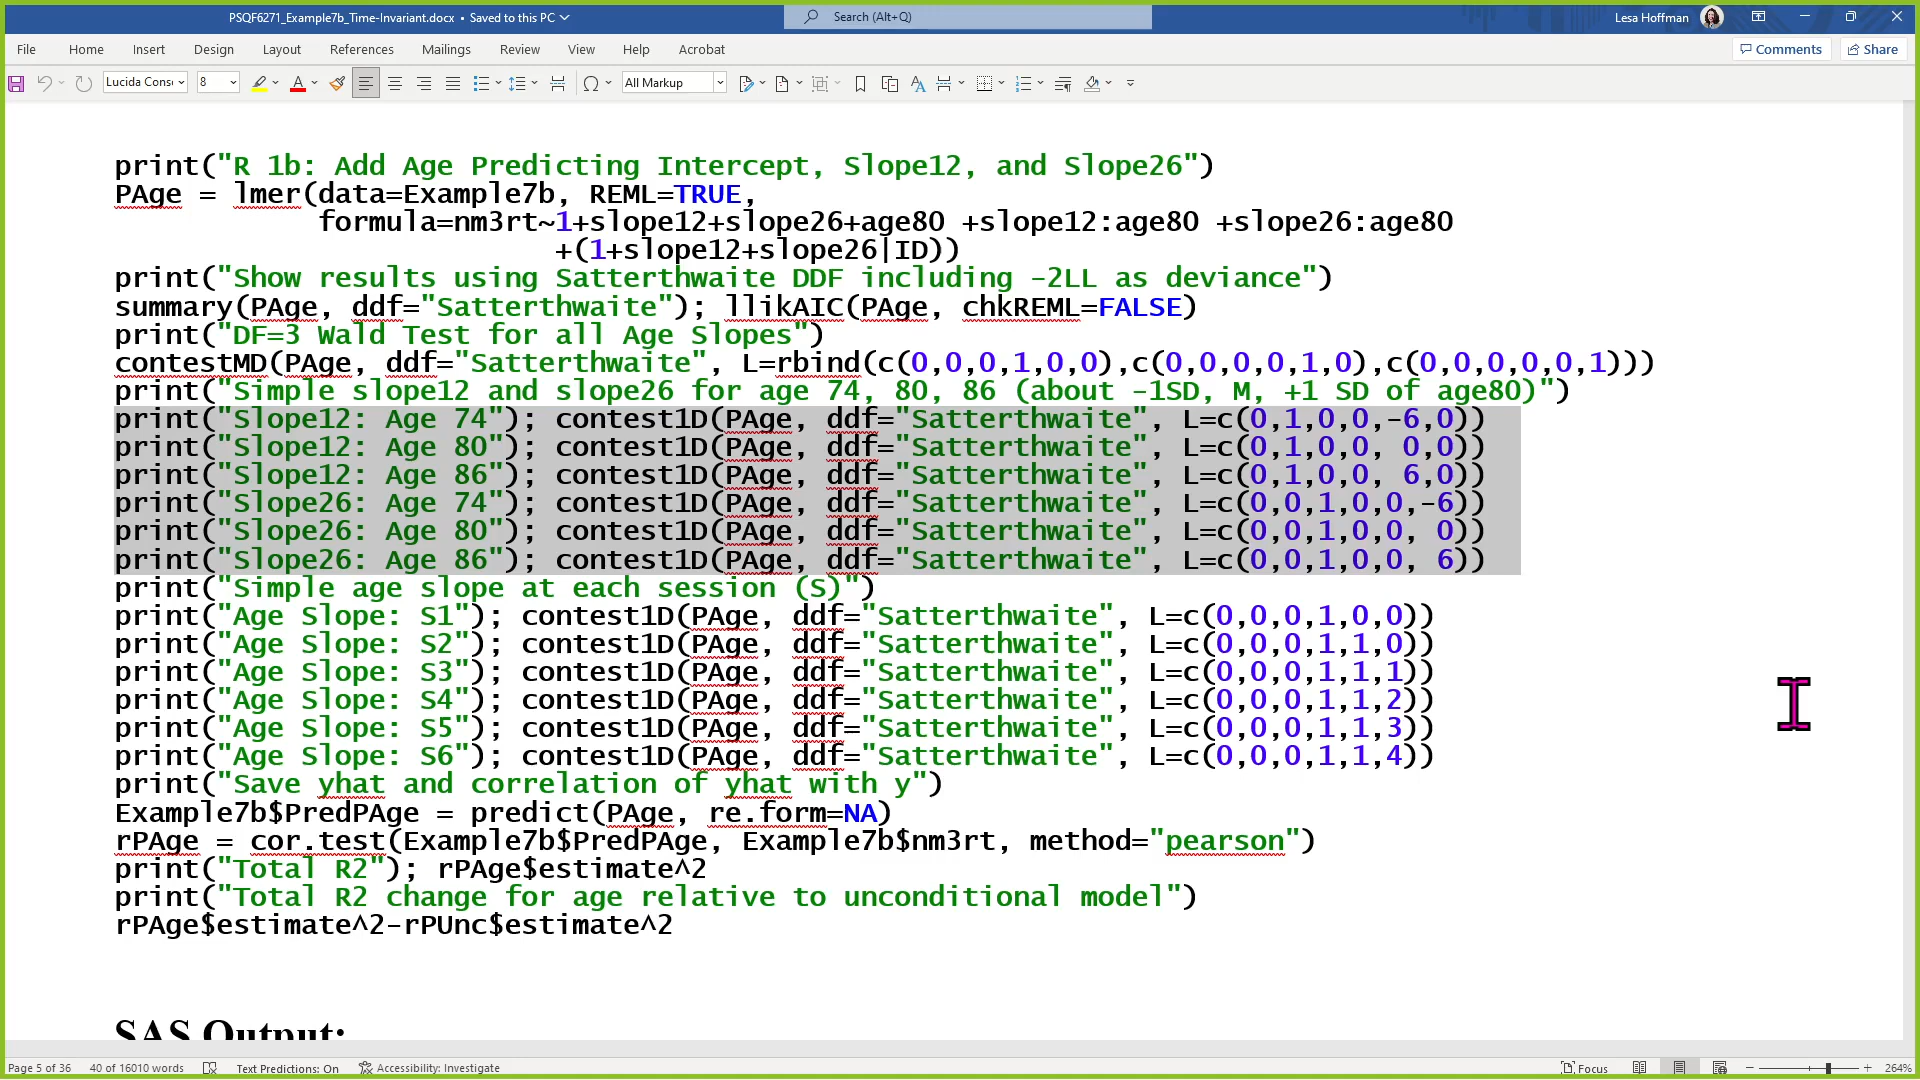 PSQF6271_Example7b_Time-Invariant.docx • Saved to this PC
Search (Alt+Q)
Lesa Hoffman
File Home Insert Design Layout References Mailings Review View Help Acrobat
Comments Share
Lucida Cons 8 All Markup
print("R 1b: Add Age Predicting Intercept, Slope12, and Slope26")
PAge = lmer(data=Example7b, REML=TRUE,
formula=nm3rt~1+slope12+slope26+age80 +slope12:age80 +slope26:age80
+(1+slope12+slope26|ID))
print("Show results using Satterthwaite DDF including -2LL as deviance")
summary(PAge, ddf="Satterthwaite"); llikAIC(PAge, chkREML=FALSE)
print("DF=3 Wald Test for all Age Slopes")
contestMD(PAge, ddf="Satterthwaite", L=rbind(c(0,0,0,1,0,0),c(0,0,0,0,1,0),c(0,0,0,0,0,1)))
print("Simple slope12 and slope26 for age 74, 80, 86 (about -1SD, M, +1 SD of age80)")
print("Slope12: Age 74"); contest1D(PAge, ddf="Satterthwaite", L=c(0,1,0,0,-6,0))
print("Slope12: Age 80"); contest1D(PAge, ddf="Satterthwaite", L=c(0,1,0,0, 0,0))
print("Slope12: Age 86"); contest1D(PAge, ddf="Satterthwaite", L=c(0,1,0,0, 6,0))
print("Slope26: Age 74"); contest1D(PAge, ddf="Satterthwaite", L=c(0,0,1,0,0,-6))
print("Slope26: Age 80"); contest1D(PAge, ddf="Satterthwaite", L=c(0,0,1,0,0, 0))
print("Slope26: Age 86"); contest1D(PAge, ddf="Satterthwaite", L=c(0,0,1,0,0, 6))
print("Simple age slope at each session (S)")
print("Age Slope: S1"); contest1D(PAge, ddf="Satterthwaite", L=c(0,0,0,1,0,0))
print("Age Slope: S2"); contest1D(PAge, ddf="Satterthwaite", L=c(0,0,0,1,1,0))
print("Age Slope: S3"); contest1D(PAge, ddf="Satterthwaite", L=c(0,0,0,1,1,1))
print("Age Slope: S4"); contest1D(PAge, ddf="Satterthwaite", L=c(0,0,0,1,1,2))
print("Age Slope: S5"); contest1D(PAge, ddf="Satterthwaite", L=c(0,0,0,1,1,3))
print("Age Slope: S6"); contest1D(PAge, ddf="Satterthwaite", L=c(0,0,0,1,1,4))
print("Save yhat and correlation of yhat with y")
Example7b$PredPAge = predict(PAge, re.form=NA)
rPAge = cor.test(Example7b$PredPAge, Example7b$nm3rt, method="pearson")
print("Total R2"); rPAge$estimate^2
print("Total R2 change for age relative to unconditional model")
rPAge$estimate^2-rPUnc$estimate^2
SAS Output:
Page 5 of 36 40 of 16010 words Text Predictions: On Accessibility: Investigate Focus 264%